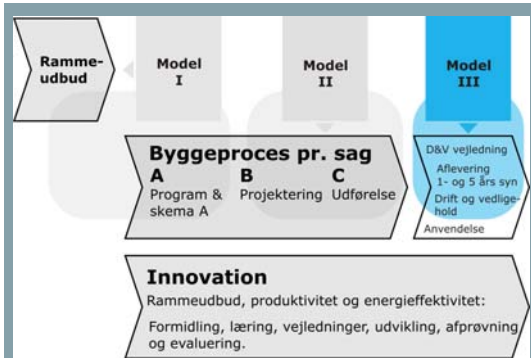 Ramme-
udbud
Model
I
Model
II
Model
III
Byggeproces pr. sag
A B C
Program &
skema A
Projektering
Udførelse
D&V vejledning
Aflevering
1- og 5 års syn
Drift og vedlige-
hold
Anvendelse
Innovation
Rammeudbud, produktivitet og energieffektivitet:
Formidling, læring, vejledninger, udvikling, afprøvning
og evaluering.